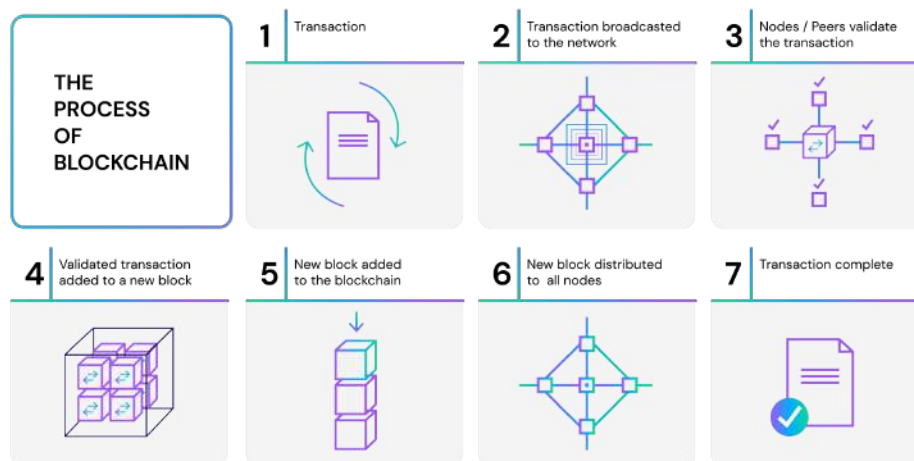 THE
PROCESS
OF
BLOCKCHAIN
1
Transaction
2
Transaction broadcasted
to the network
3
Nodes / Peers validate
the transaction
4
Validated transaction
added to a new block
5
New block added
to the blockchain
6
New block distributed
to all nodes
7
Transaction complete